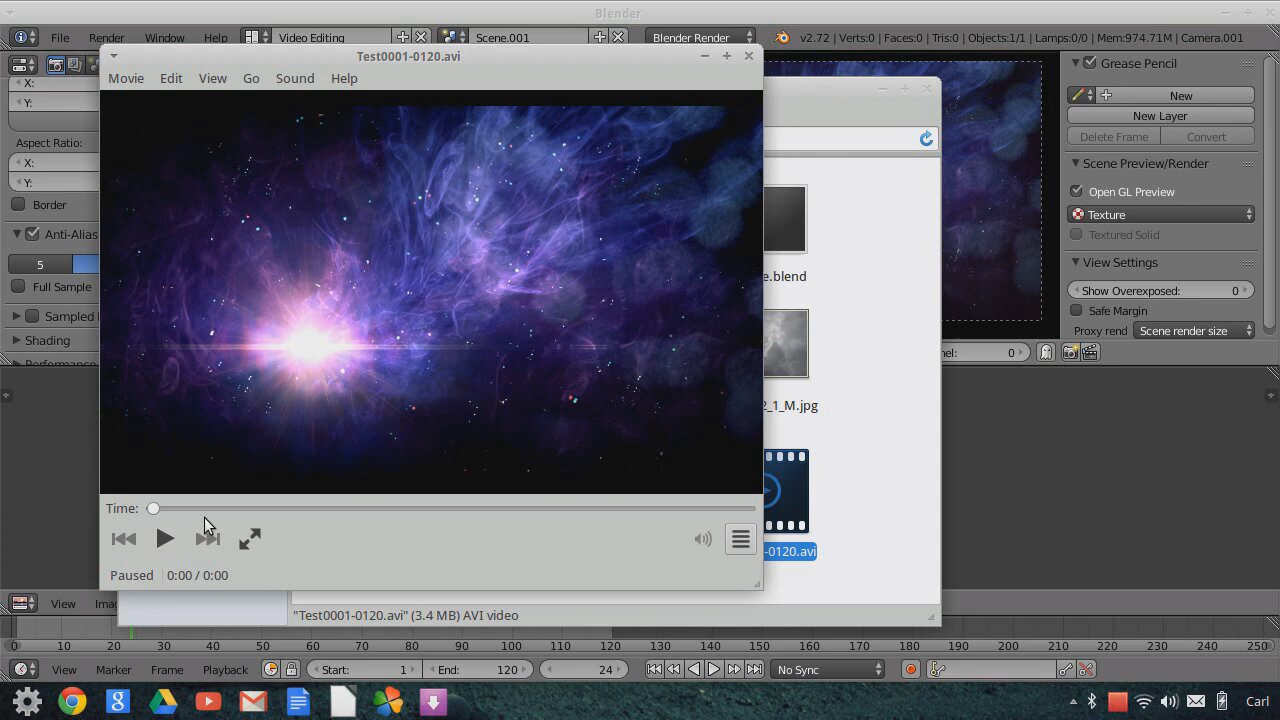 Blender
File Render Window Help Video Editing Scene.001 Blender Render v2.72 | Verts:0 | Faces:0 | Tris:0 | Objects:1/1 | Lamps:0/0 | Mem:974.71M | Camera.001
Test0001-0120.avi
Movie Edit View Go Sound Help
X:
Y:
Aspect Ratio:
X:
Y:
Border
Anti-Alias
5
Full Sample
Sampled
Shading
Grease Pencil
New
New Layer
Delete Frame Convert
Scene Preview/Render
Open GL Preview
Texture
Textured Solid
View Settings
Show Overexposed: 0
Safe Margin
Proxy rend Scene render size
nel: 0
e.blend
2_1_M.jpg
-0120.avi
Time:
Paused 0:00 / 0:00
"Test0001-0120.avi" (3.4 MB) AVI video
View Ima
0 10 20 30 40 50 60 70 80 90 100 110 120 130 140 150 160 170 180 190 200 210 220 230 240 250
View Marker Frame Playback Start: 1 End: 120 24 No Sync
Carl